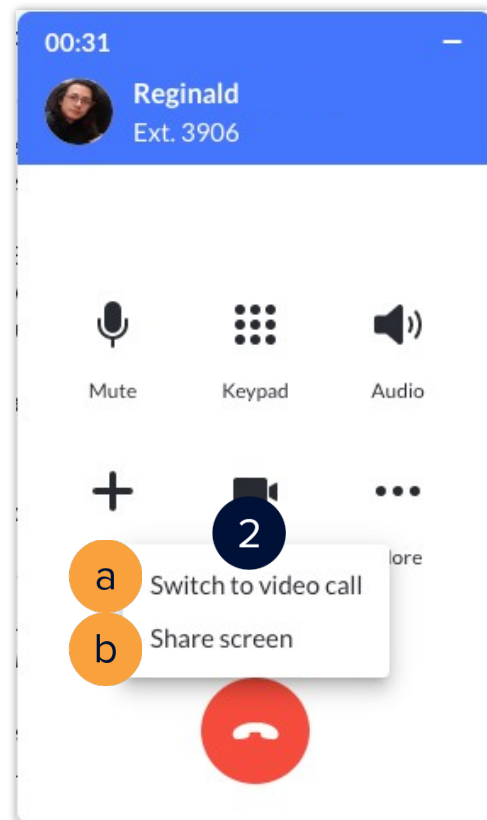 00:31
Reginald
Ext. 3906
Mute
Keypad
Audio
2
a
Switch to video call
b
Share screen